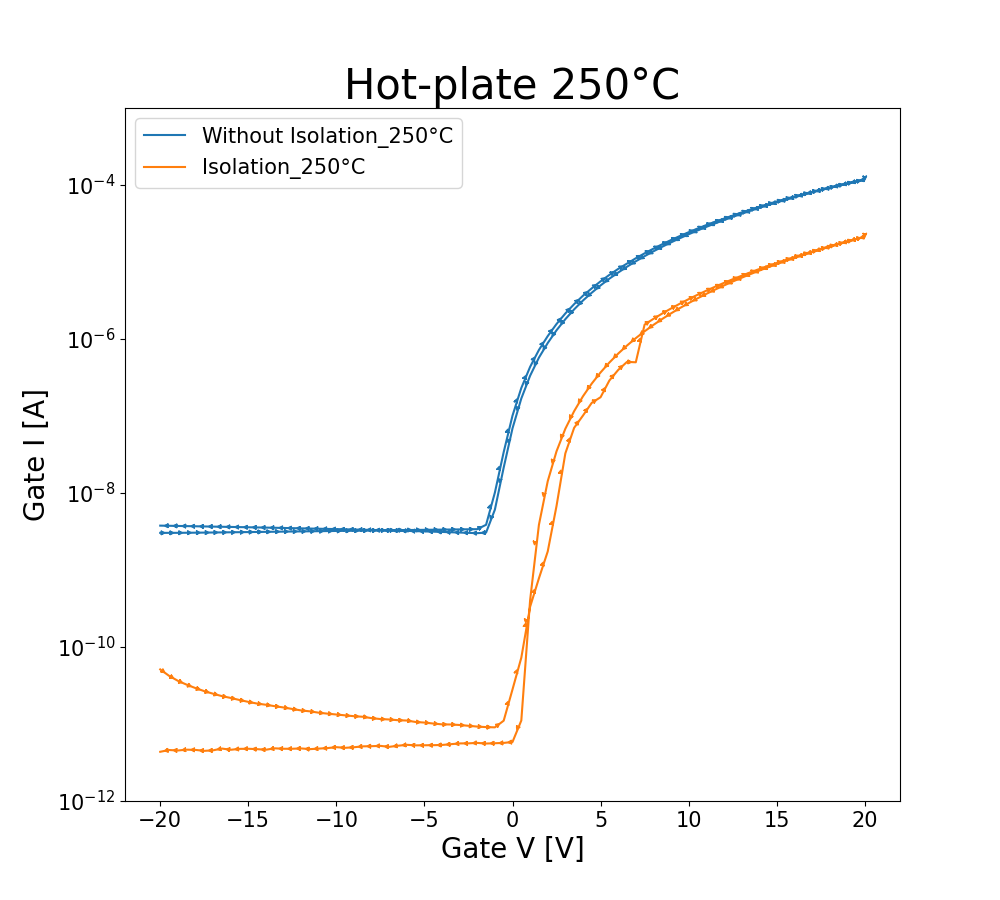 Hot-plate 250°C
Without Isolation_250°C
Isolation_250°C
10⁻⁴
10⁻⁶
10⁻⁸
10⁻¹⁰
10⁻¹²
Gate I [A]
−20 −15 −10 −5 0 5 10 15 20
Gate V [V]